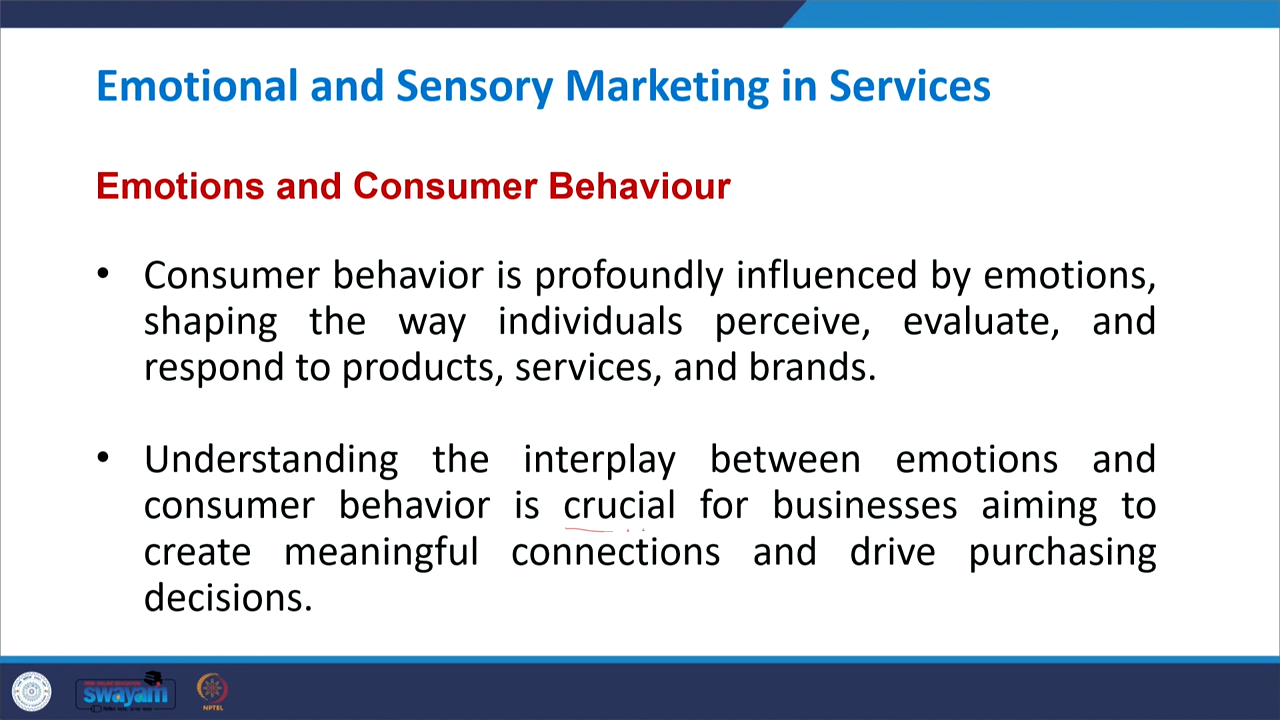 Emotional and Sensory Marketing in Services
Emotions and Consumer Behaviour
• Consumer behavior is profoundly influenced by emotions,
shaping the way individuals perceive, evaluate, and
respond to products, services, and brands.
• Understanding the interplay between emotions and
consumer behavior is crucial for businesses aiming to
create meaningful connections and drive purchasing
decisions.
swayam
NPTEL